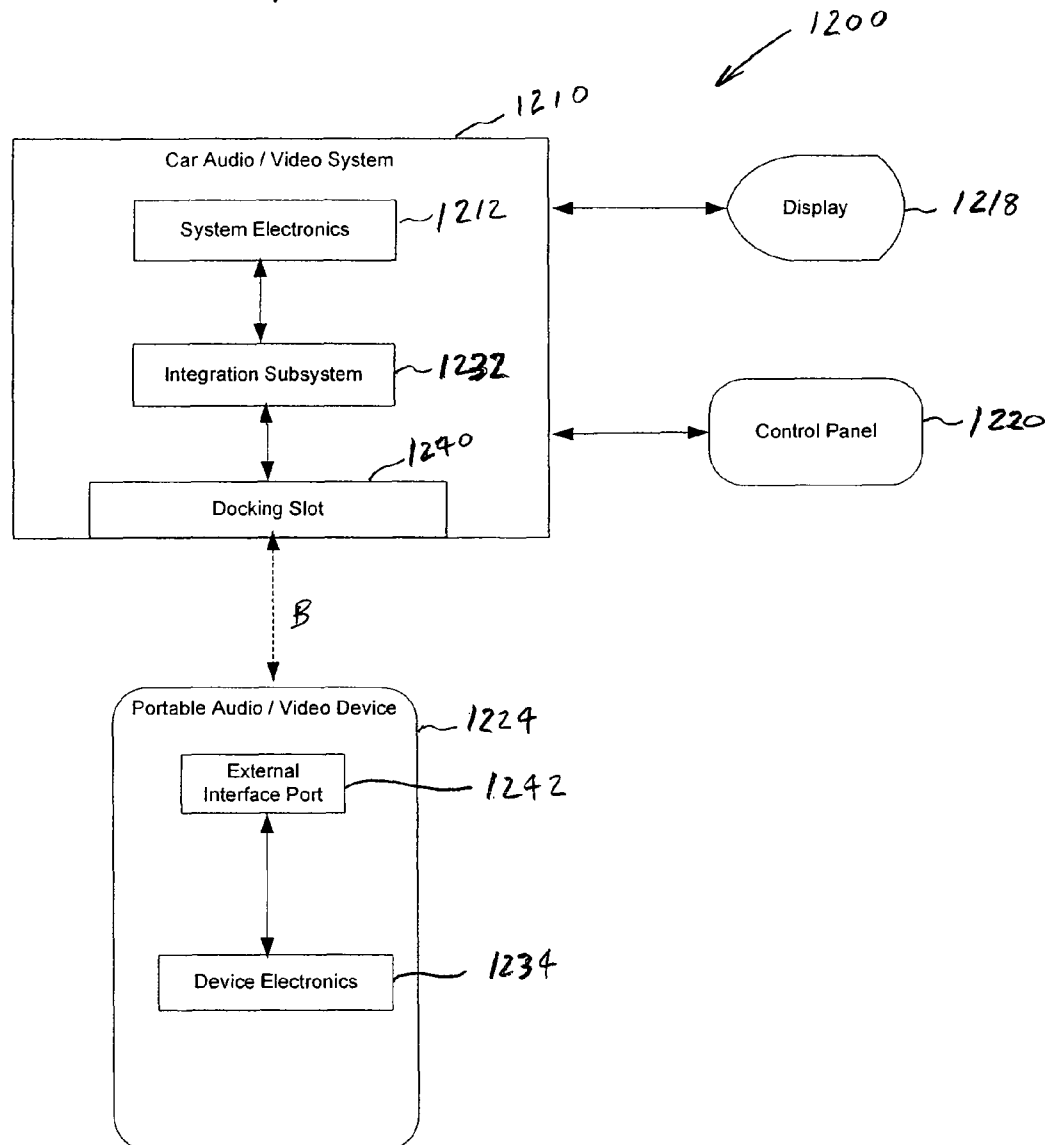 1200
1210
Car Audio / Video System
System Electronics
1212
Display
1218
Integration Subsystem
1232
Control Panel
1220
1240
Docking Slot
B
Portable Audio / Video Device
1224
External
Interface Port
1242
Device Electronics
1234